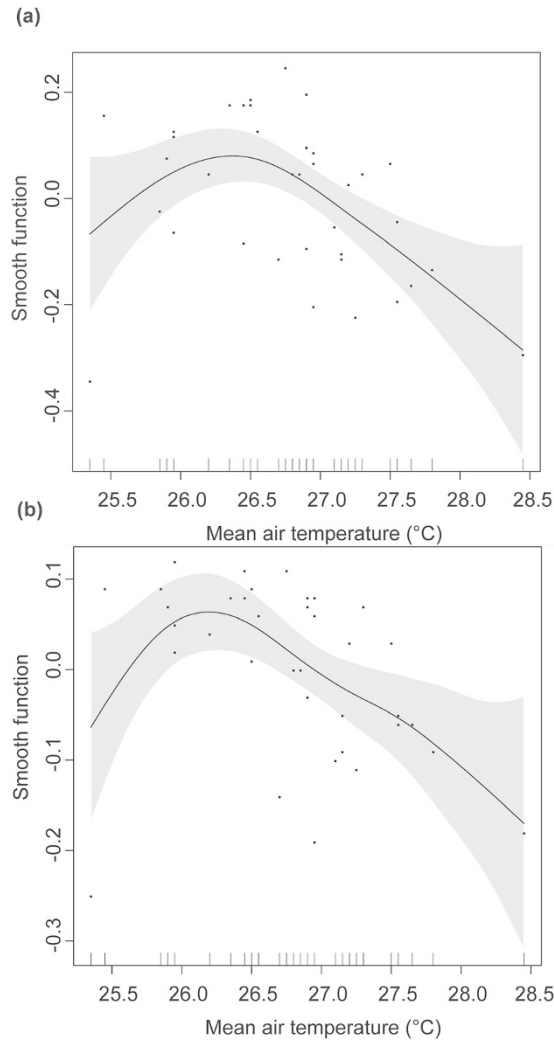 (a)
Smooth function
0.2
0.0
-0.2
-0.4
25.5 26.0 26.5 27.0 27.5 28.0 28.5
Mean air temperature (°C)
(b)
Smooth function
0.1
0.0
-0.1
-0.2
-0.3
25.5 26.0 26.5 27.0 27.5 28.0 28.5
Mean air temperature (°C)